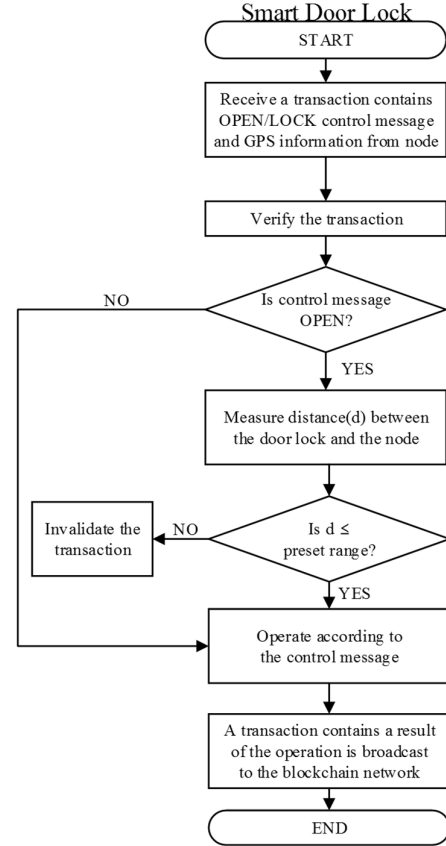 Smart Door Lock
START
Receive a transaction contains
OPEN/LOCK control message
and GPS information from node
Verify the transaction
Is control message
OPEN?
NO
YES
Measure distance(d) between
the door lock and the node
Is d ≤
preset range?
NO
Invalidate the
transaction
YES
Operate according to
the control message
A transaction contains a result
of the operation is broadcast
to the blockchain network
END